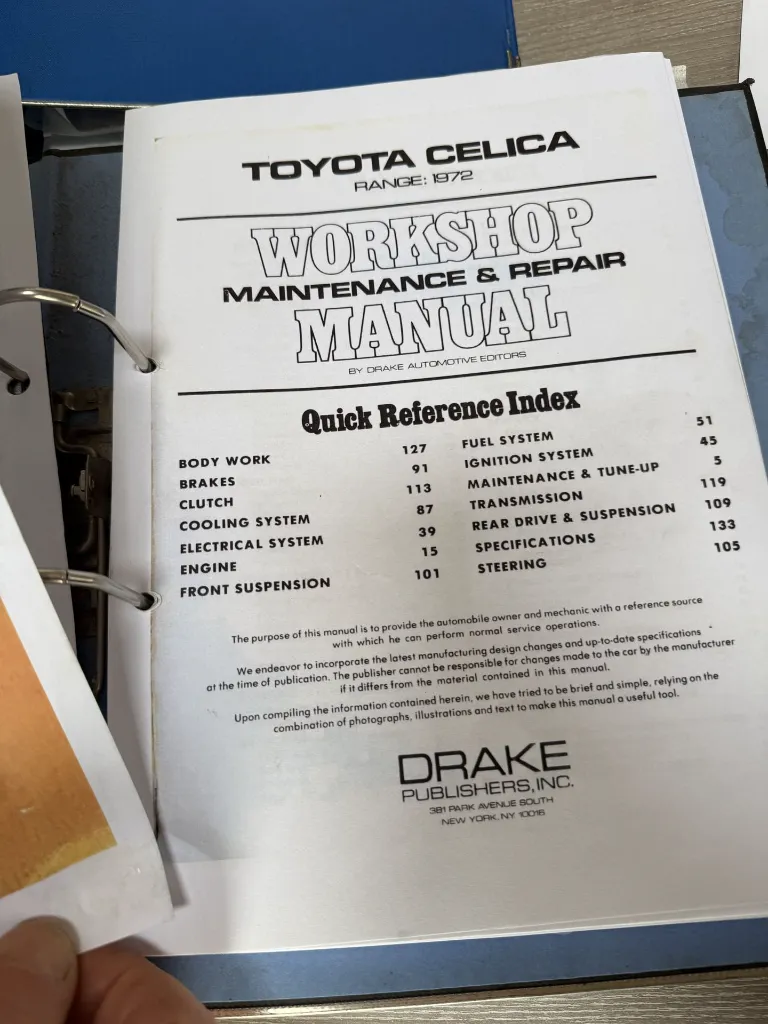 TOYOTA CELICA
RANGE: 1972
WORKSHOP
MAINTENANCE & REPAIR
MANUAL
BY DRAKE AUTOMOTIVE EDITORS
Quick Reference Index
BODY WORK 127
BRAKES 91
CLUTCH 113
COOLING SYSTEM 87
ELECTRICAL SYSTEM 39
ENGINE 15
FRONT SUSPENSION 101
FUEL SYSTEM 51
IGNITION SYSTEM 45
MAINTENANCE & TUNE-UP 5
TRANSMISSION 119
REAR DRIVE & SUSPENSION 109
SPECIFICATIONS 133
STEERING 105
The purpose of this manual is to provide the automobile owner and mechanic with a reference source
with which he can perform normal service operations.
We endeavor to incorporate the latest manufacturing design changes and up-to-date specifications
at the time of publication. The publisher cannot be responsible for changes made to the car by the manufacturer
if it differs from the material contained in this manual.
Upon compiling the information contained herein, we have tried to be brief and simple, relying on the
combination of photographs, illustrations and text to make this manual a useful tool.
DRAKE
PUBLISHERS, INC.
381 PARK AVENUE SOUTH
NEW YORK, NY 10016